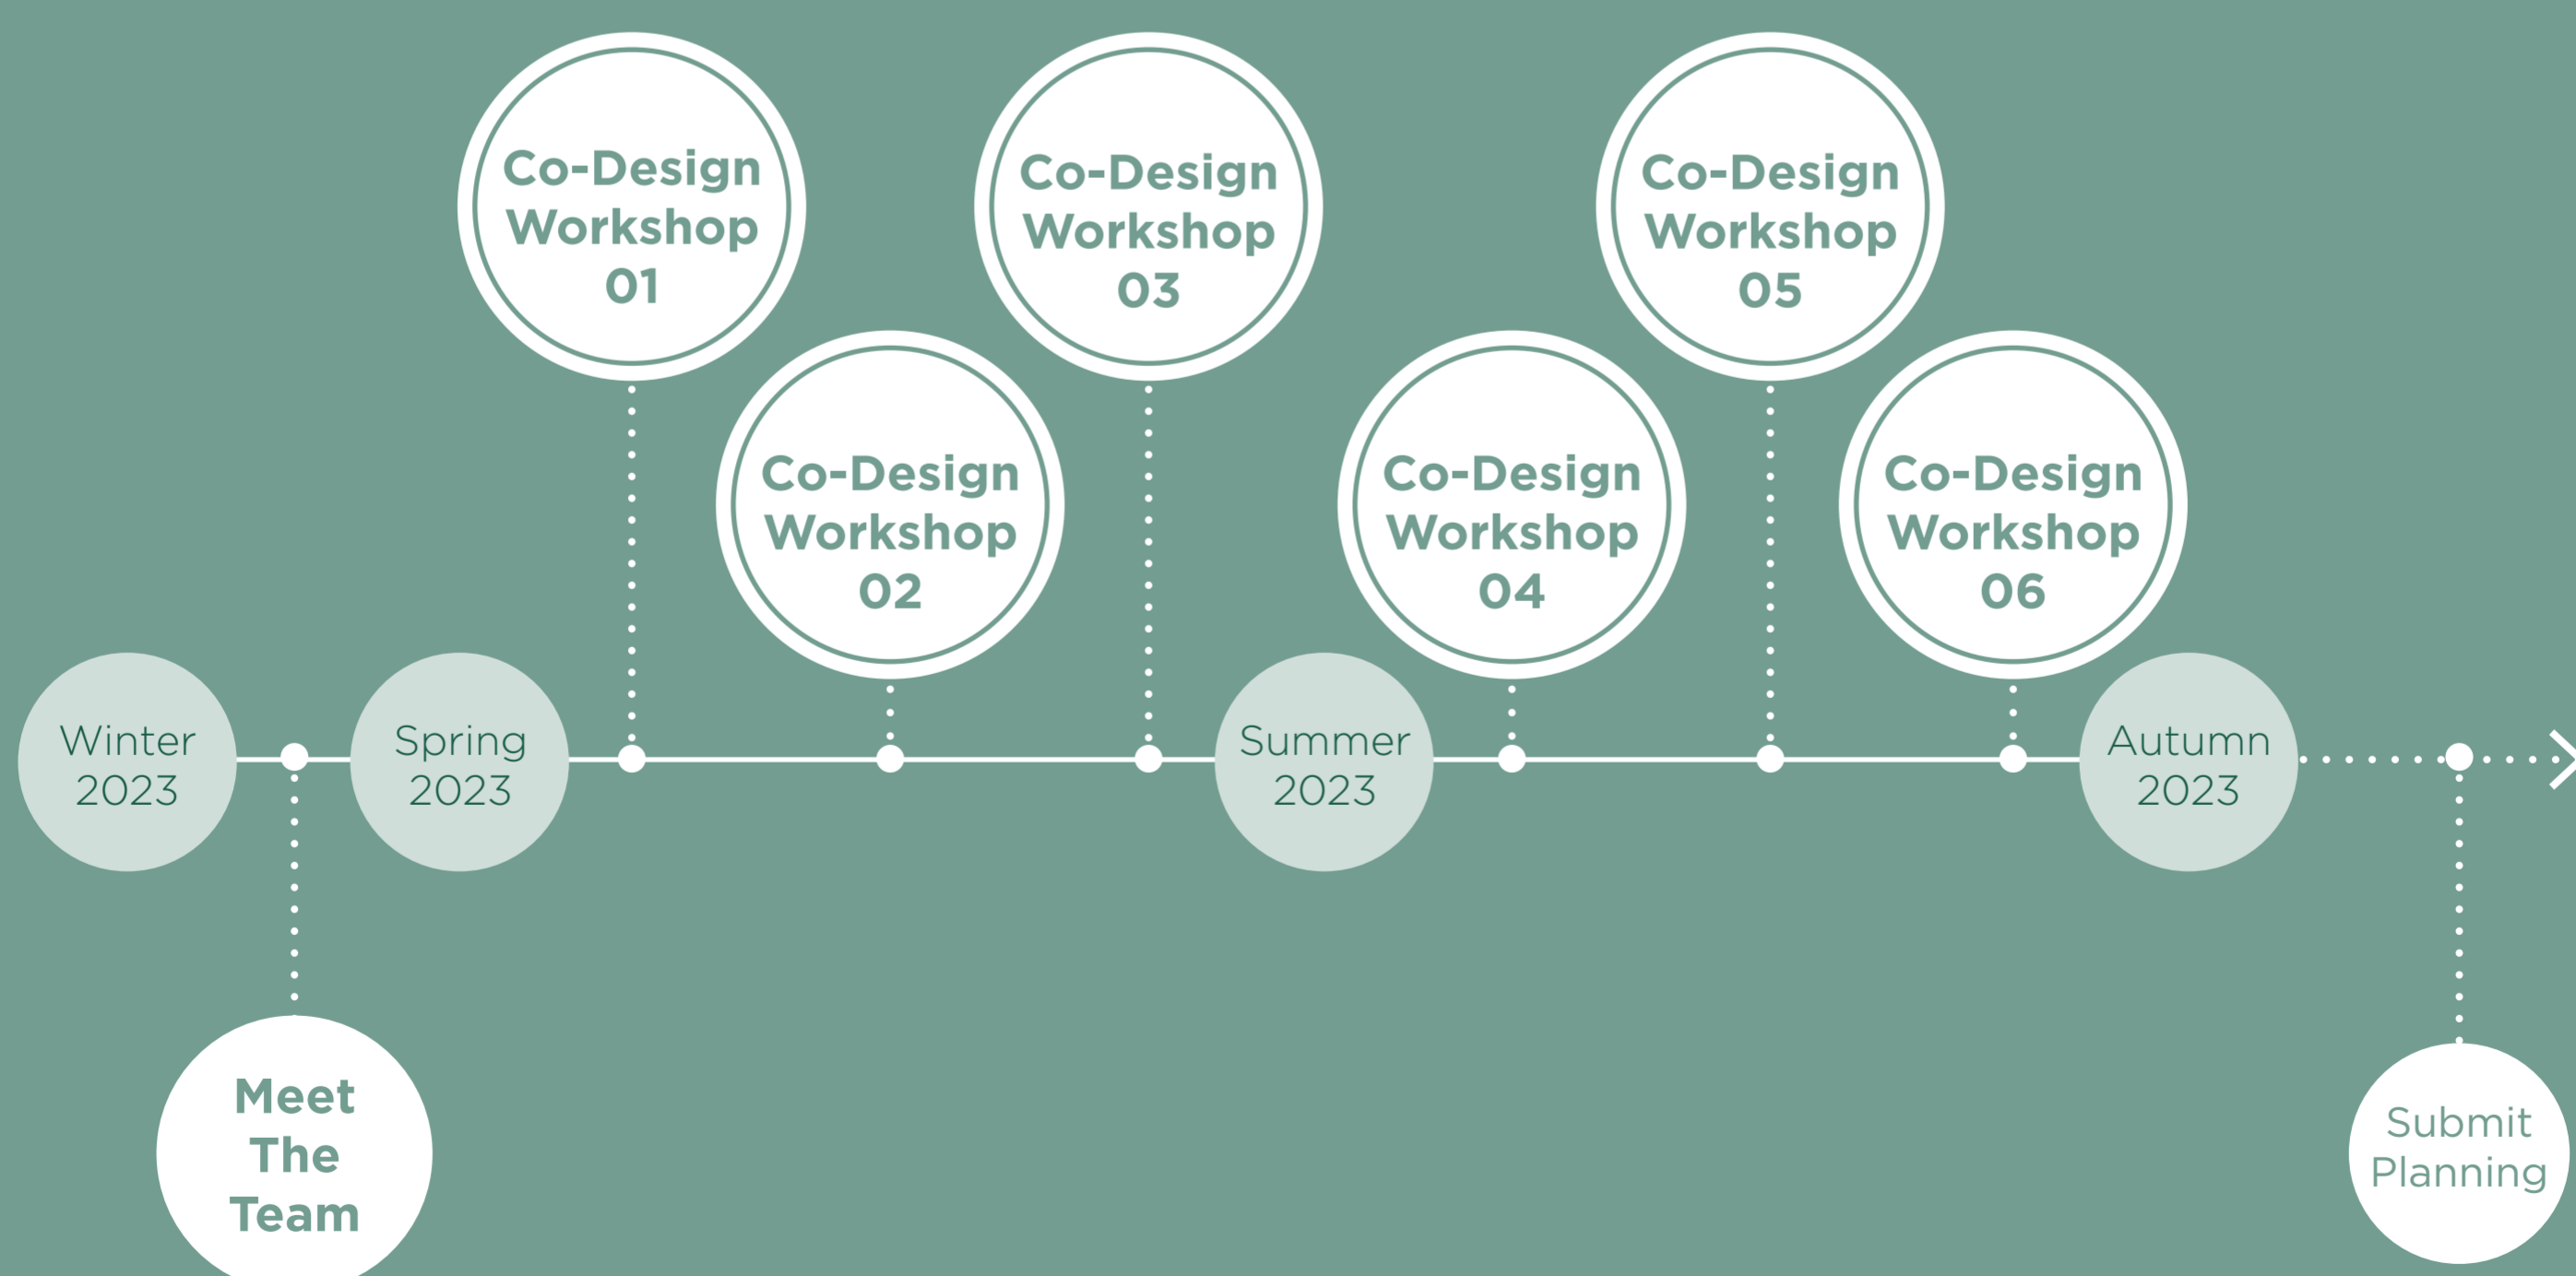 Co-Design
Workshop
01
Co-Design
Workshop
02
Co-Design
Workshop
03
Co-Design
Workshop
04
Co-Design
Workshop
05
Co-Design
Workshop
06
Winter
2023
Spring
2023
Summer
2023
Autumn
2023
Meet
The
Team
Submit
Planning